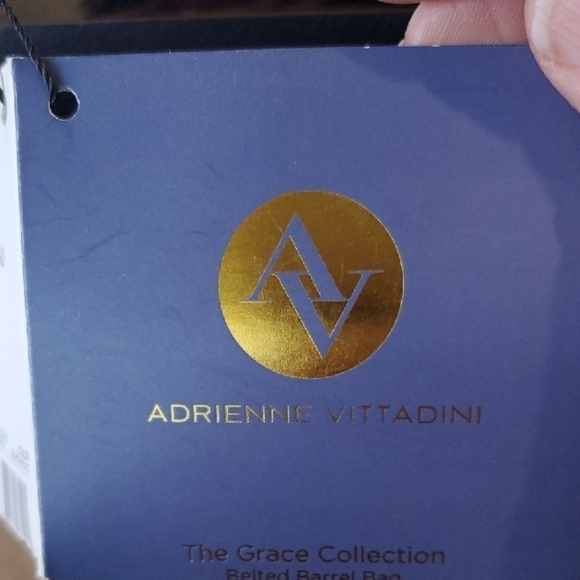 AV
ADRIENNE VITTADINI
The Grace Collection
Belted Barrel Bag